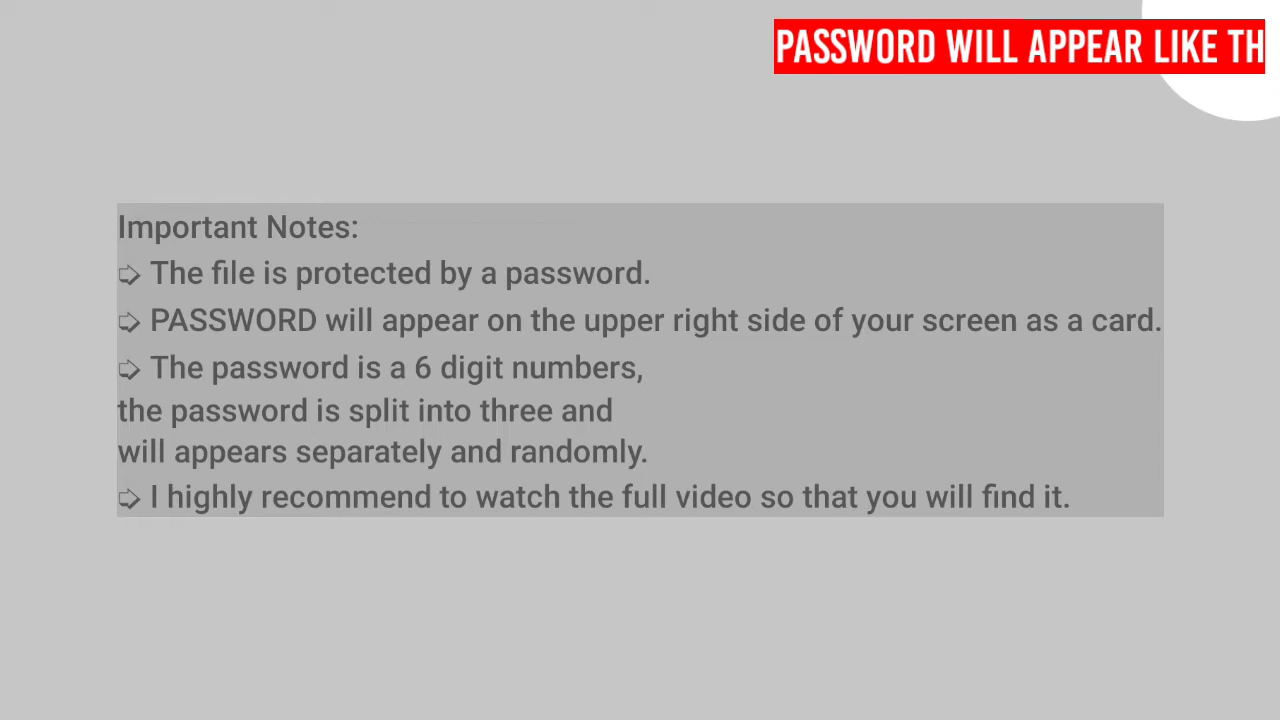 PASSWORD WILL APPEAR LIKE TH
Important Notes:
➩ The file is protected by a password.
➩ PASSWORD will appear on the upper right side of your screen as a card.
➩ The password is a 6 digit numbers,
the password is split into three and
will appears separately and randomly.
➩ I highly recommend to watch the full video so that you will find it.